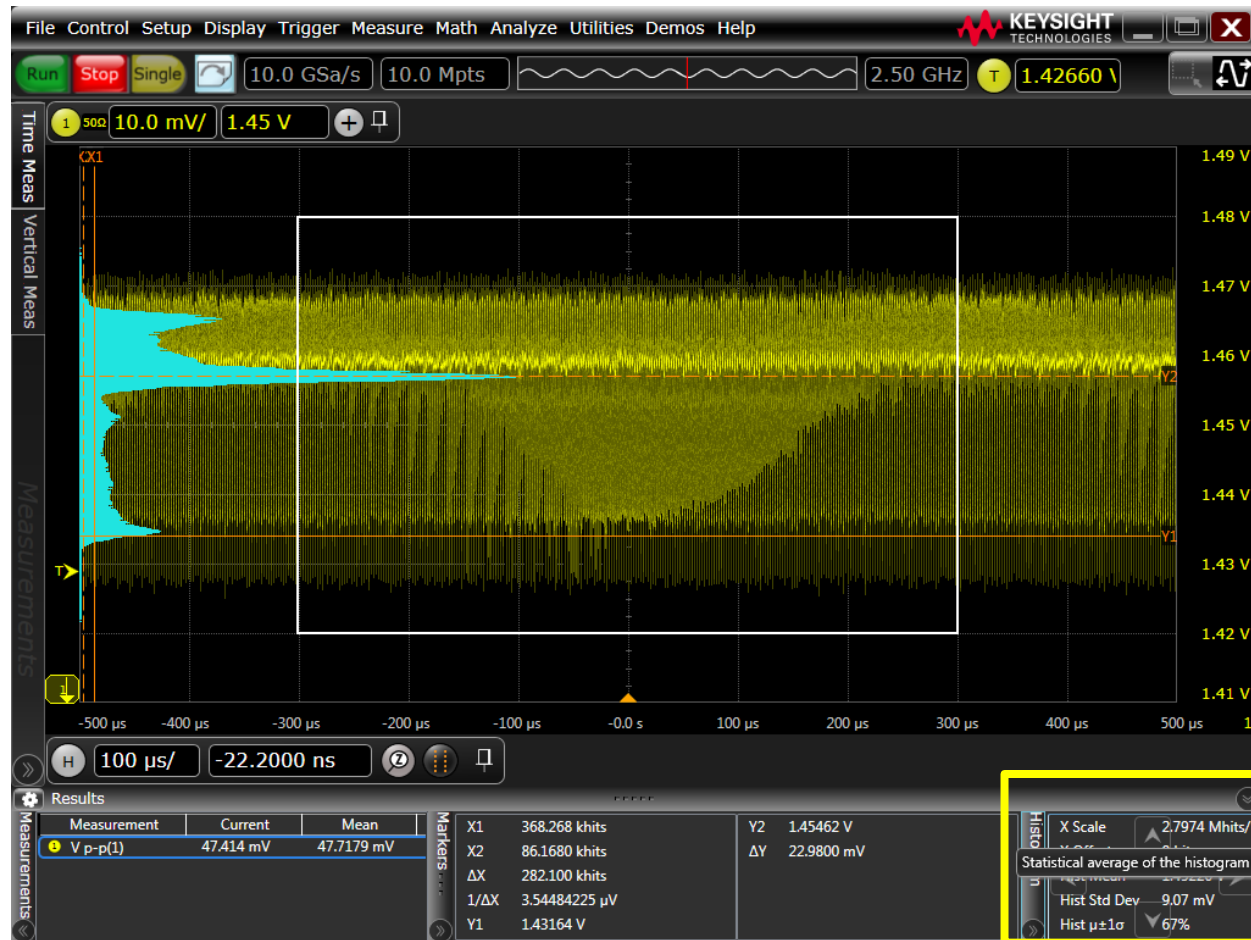 File Control Setup Display Trigger Measure Math Analyze Utilities Demos Help
KEYSIGHT
TECHNOLOGIES
X
Run Stop Single 10.0 GSa/s 10.0 Mpts 2.50 GHz T 1.42660 V
Time Meas
Vertical Meas
Measurements
1 50Ω 10.0 mV/ 1.45 V +
X1
1.49 V
1.48 V
1.47 V
1.46 V
Y2
1.45 V
1.44 V
Y1
T
1.43 V
1.42 V
1
1.41 V
-500 µs -400 µs -300 µs -200 µs -100 µs -0.0 s 100 µs 200 µs 300 µs 400 µs 500 µs 1
H 100 µs/ -22.2000 ns Z
Results
Measurements
Measurement Current Mean
1 V p-p(1) 47.414 mV 47.7179 mV
Markers
X1 368.268 khits
X2 86.1680 khits
ΔX 282.100 khits
1/ΔX 3.54484225 µV
Y1 1.43164 V
Y2 1.45462 V
ΔY 22.9800 mV
X Scale 2.7974 Mhits/
Statistical average of the histogram
Hist Std Dev 9.07 mV
Hist µ±1σ 67%